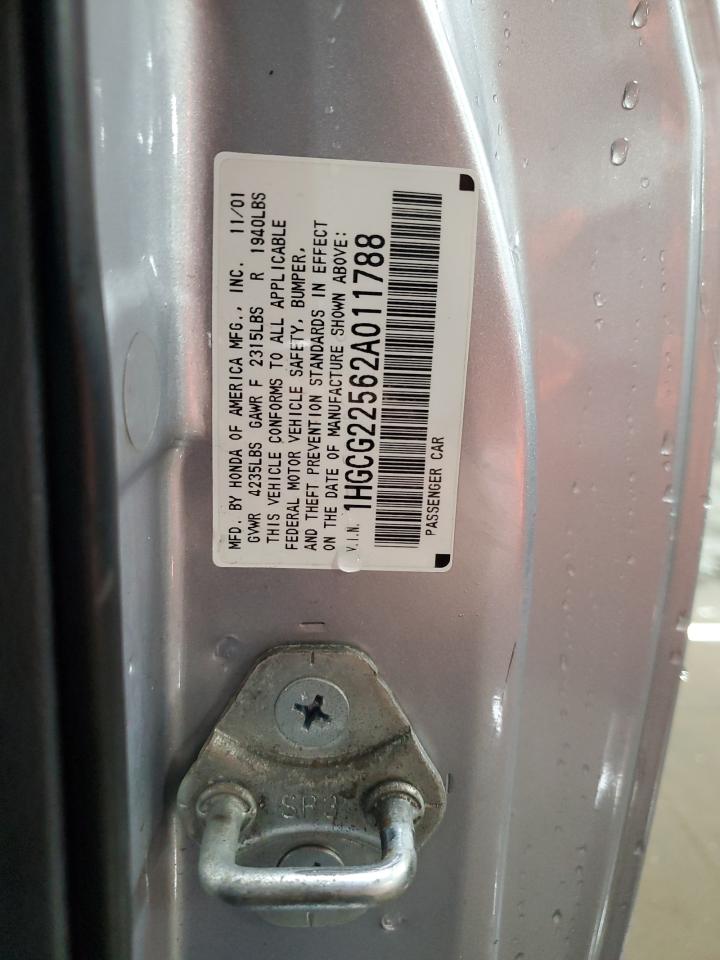 MFD. BY HONDA OF AMERICA MFG., INC. 11/01
GVWR 4235LBS GAWR F 2315LBS R 1940LBS
THIS VEHICLE CONFORMS TO ALL APPLICABLE
FEDERAL MOTOR VEHICLE SAFETY, BUMPER,
AND THEFT PREVENTION STANDARDS IN EFFECT
ON THE DATE OF MANUFACTURE SHOWN ABOVE:
V.I.N. 1HGCG22562A011788
PASSENGER CAR